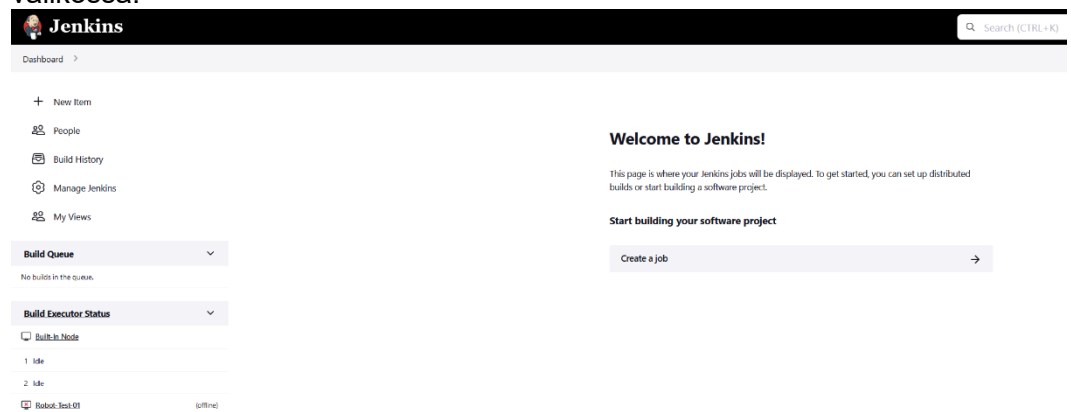 valikossa.
Jenkins
Search (CTRL+K)
Dashboard >
+ New Item
People
Build History
Manage Jenkins
My Views
Build Queue
No builds in the queue.
Build Executor Status
Built-In Node
1 Idle
2 Idle
Robot-Test-01 (offline)
Welcome to Jenkins!
This page is where your Jenkins jobs will be displayed. To get started, you can set up distributed
builds or start building a software project.
Start building your software project
Create a job →